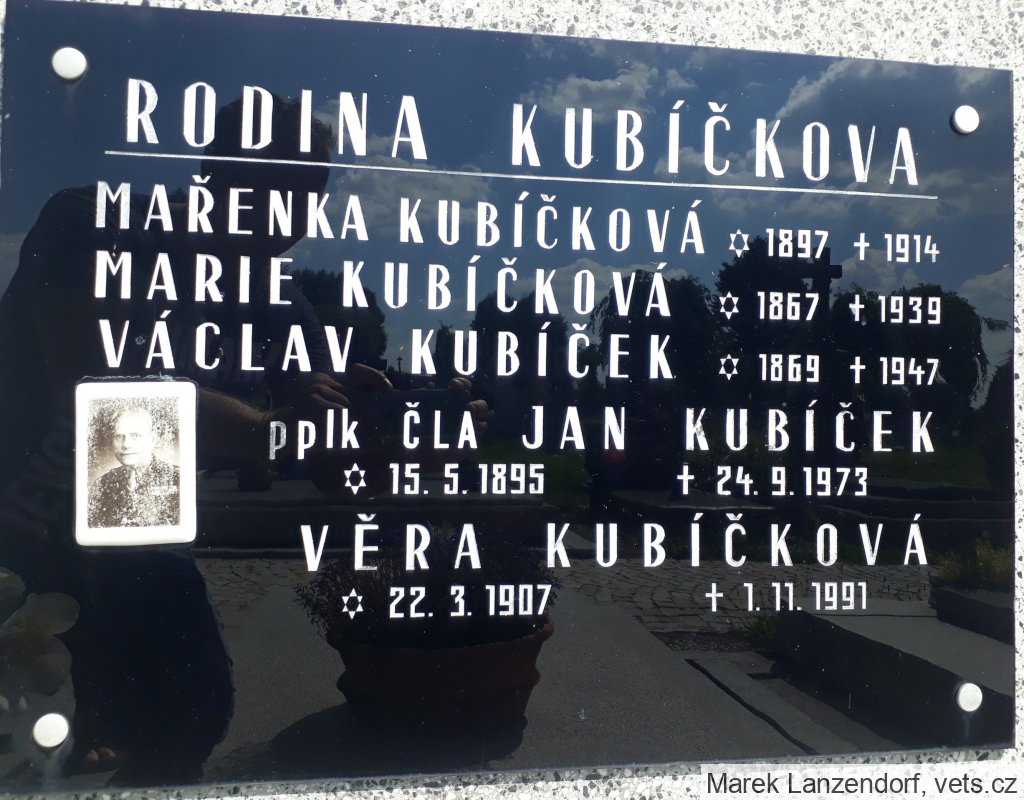 RODINA KUBÍČKOVA
MAŘENKA KUBÍČKOVÁ ✡ 1897 ✝ 1914
MARIE KUBÍČKOVÁ ✡ 1867 ✝ 1939
VÁCLAV KUBÍČEK ✡ 1869 ✝ 1947
pplk ČLA JAN KUBÍČEK
✡ 15. 5. 1895 ✝ 24. 9. 1973
VĚRA KUBÍČKOVÁ
✡ 22. 3. 1907 ✝ 1. 11. 1991
Marek Lanzendorf, vets.cz